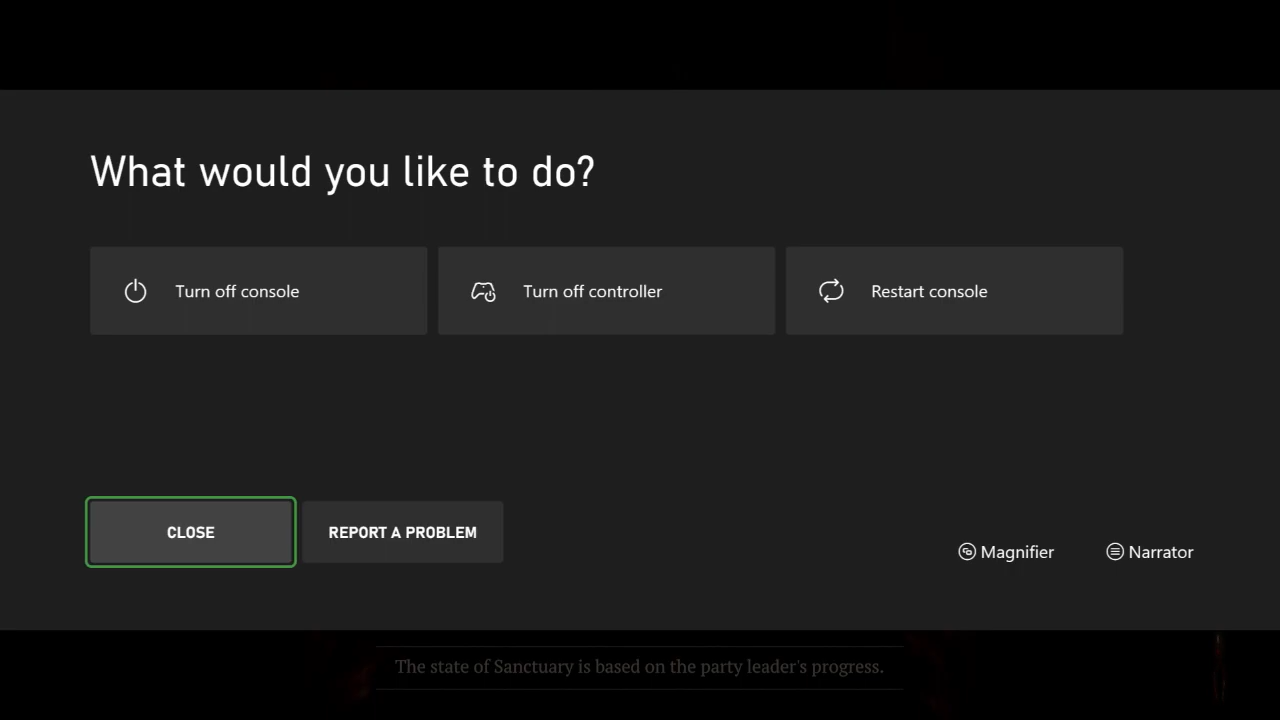 What would you like to do?
Turn off console
Turn off controller
Restart console
CLOSE
REPORT A PROBLEM
Magnifier
Narrator
The state of Sanctuary is based on the party leader's progress.